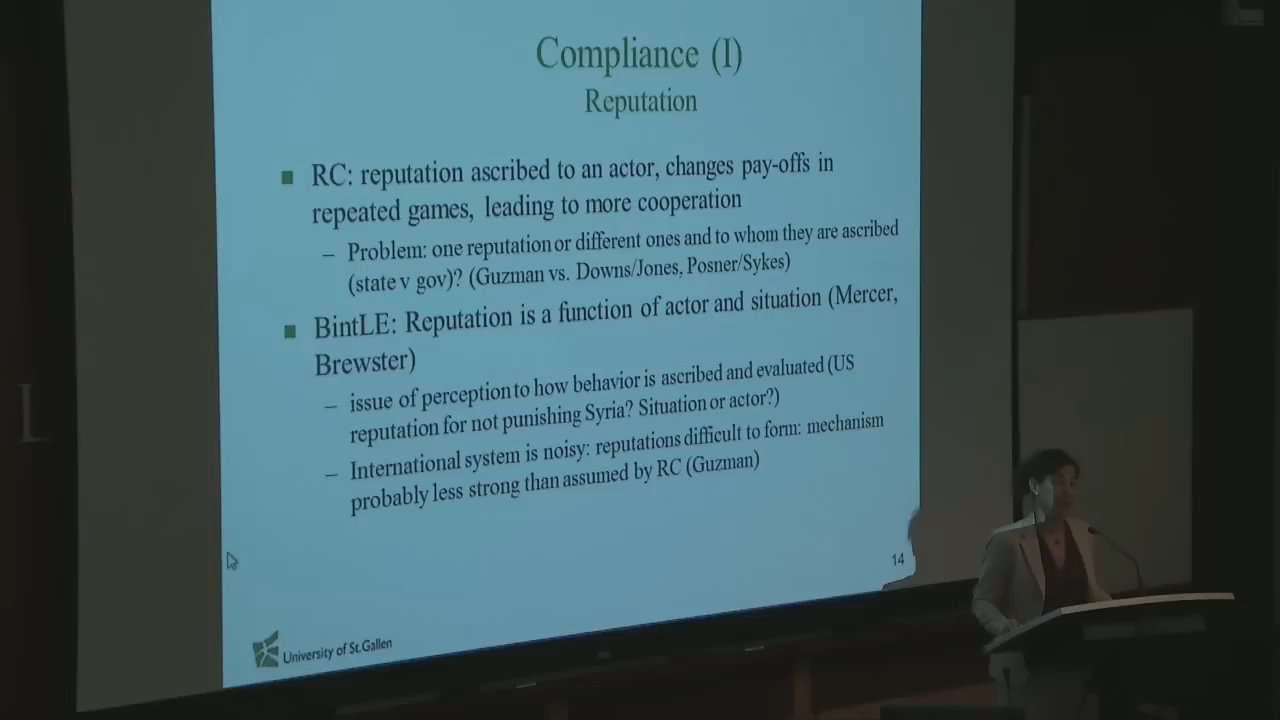 Compliance (I)
Reputation
RC: reputation ascribed to an actor, changes pay-offs in
repeated games, leading to more cooperation
– Problem: one reputation or different ones and to whom they are ascribed
(state v gov)? (Guzman vs. Downs/Jones, Posner/Sykes)
BintLE: Reputation is a function of actor and situation (Mercer,
Brewster)
– issue of perception to how behavior is ascribed and evaluated (US
reputation for not punishing Syria? Situation or actor?)
– International system is noisy: reputations difficult to form: mechanism
probably less strong than assumed by RC (Guzman)
14
University of St.Gallen